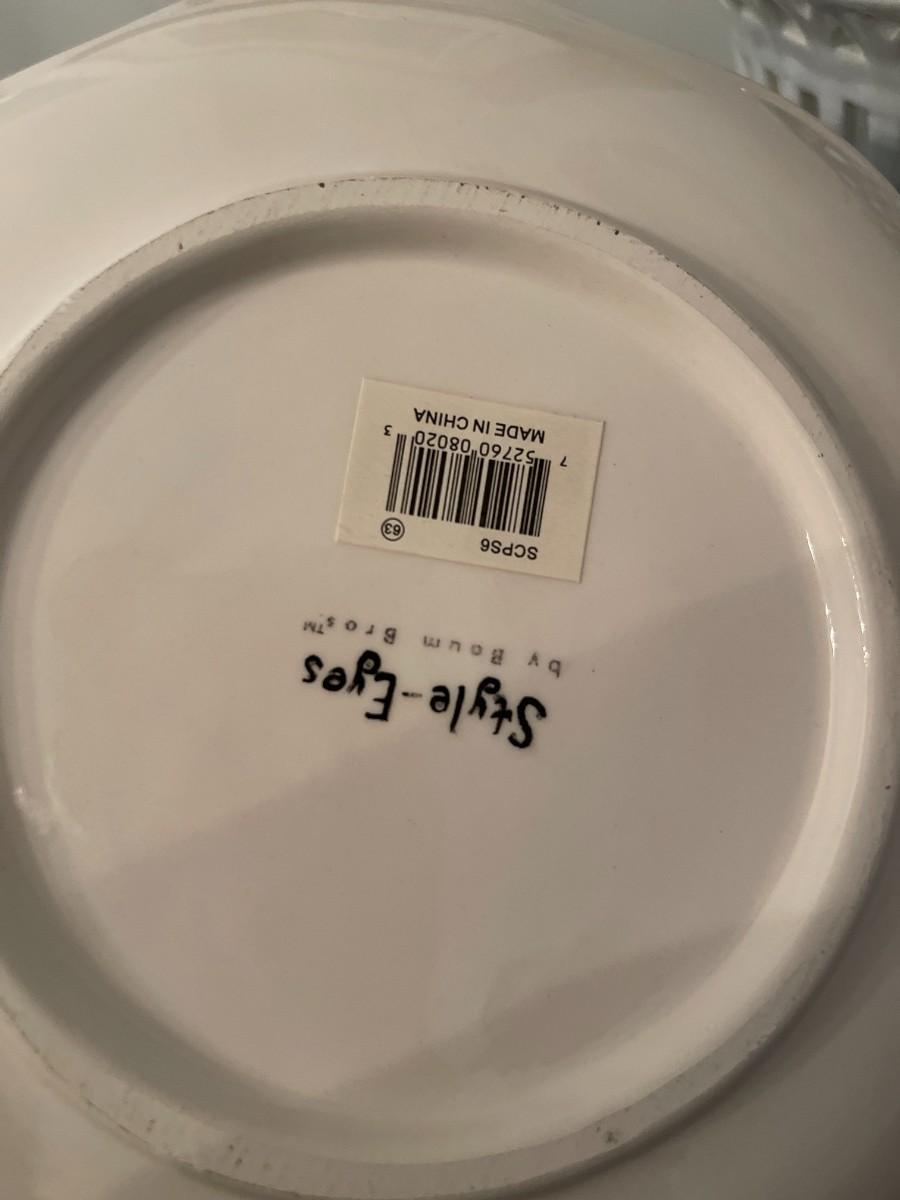 Style-Eyes
by Baum Bros.™
SCPS6 63
7 52760 08020 3
MADE IN CHINA